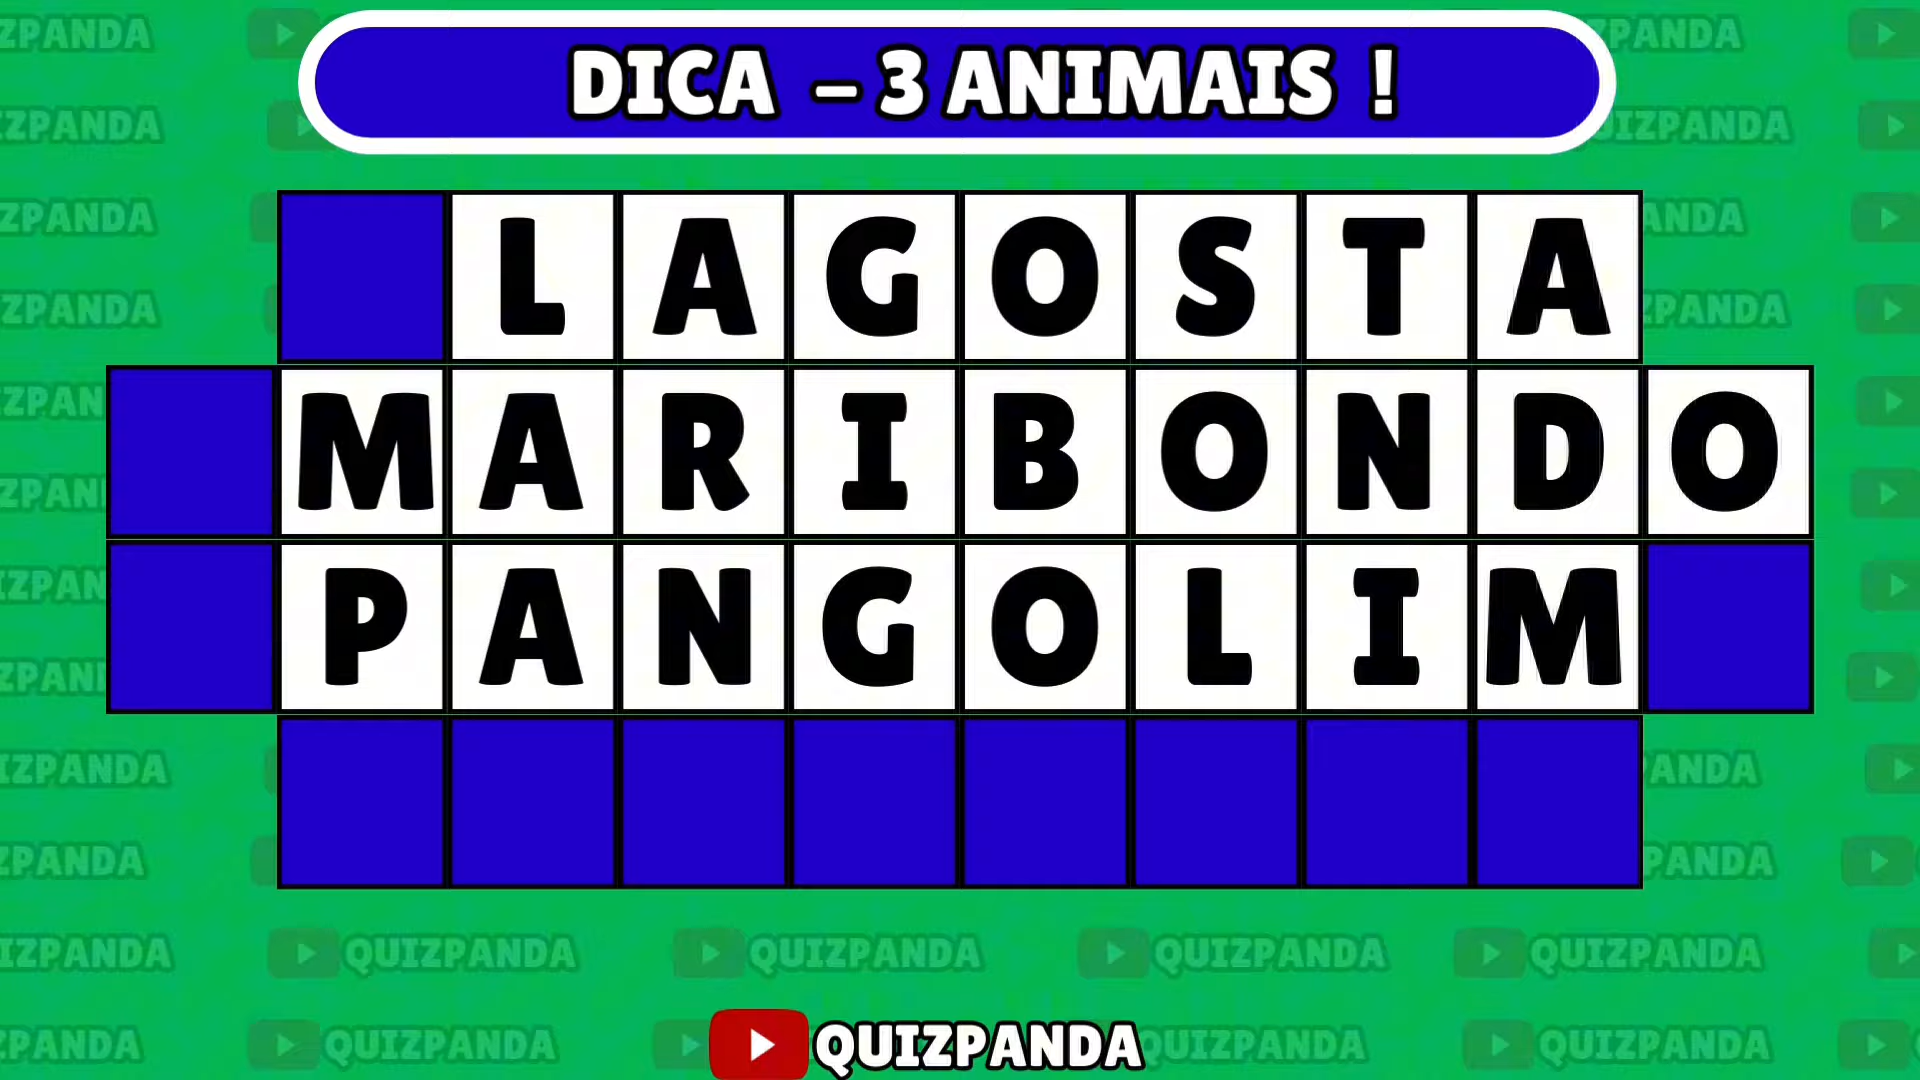 DICA - 3 ANIMAIS !
LAGOSTA
MARIBONDO
PANGOLIM
QUIZPANDA